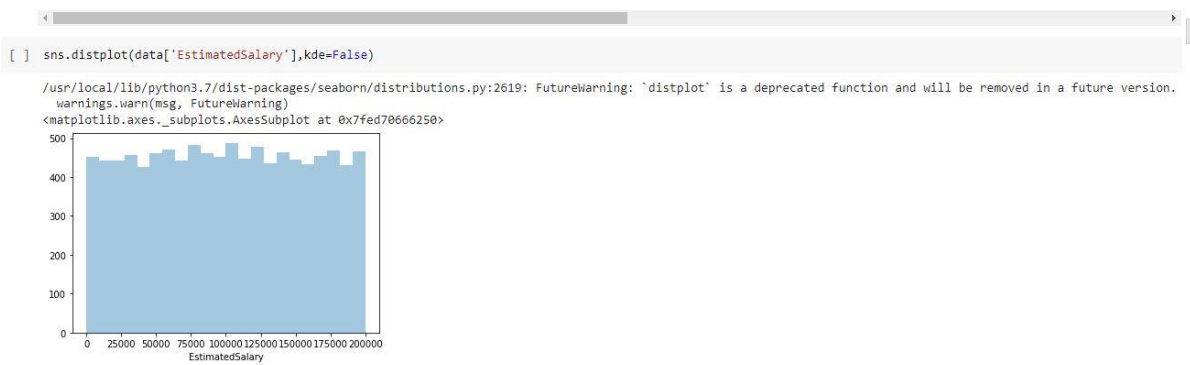 [ ] sns.distplot(data['EstimatedSalary'],kde=False)
/usr/local/lib/python3.7/dist-packages/seaborn/distributions.py:2619: FutureWarning: `distplot` is a deprecated function and will be removed in a future version.
warnings.warn(msg, FutureWarning)
<matplotlib.axes._subplots.AxesSubplot at 0x7fed70666250>
500
400
300
200
100
0
0 25000 50000 75000 100000 125000 150000 175000 200000
EstimatedSalary